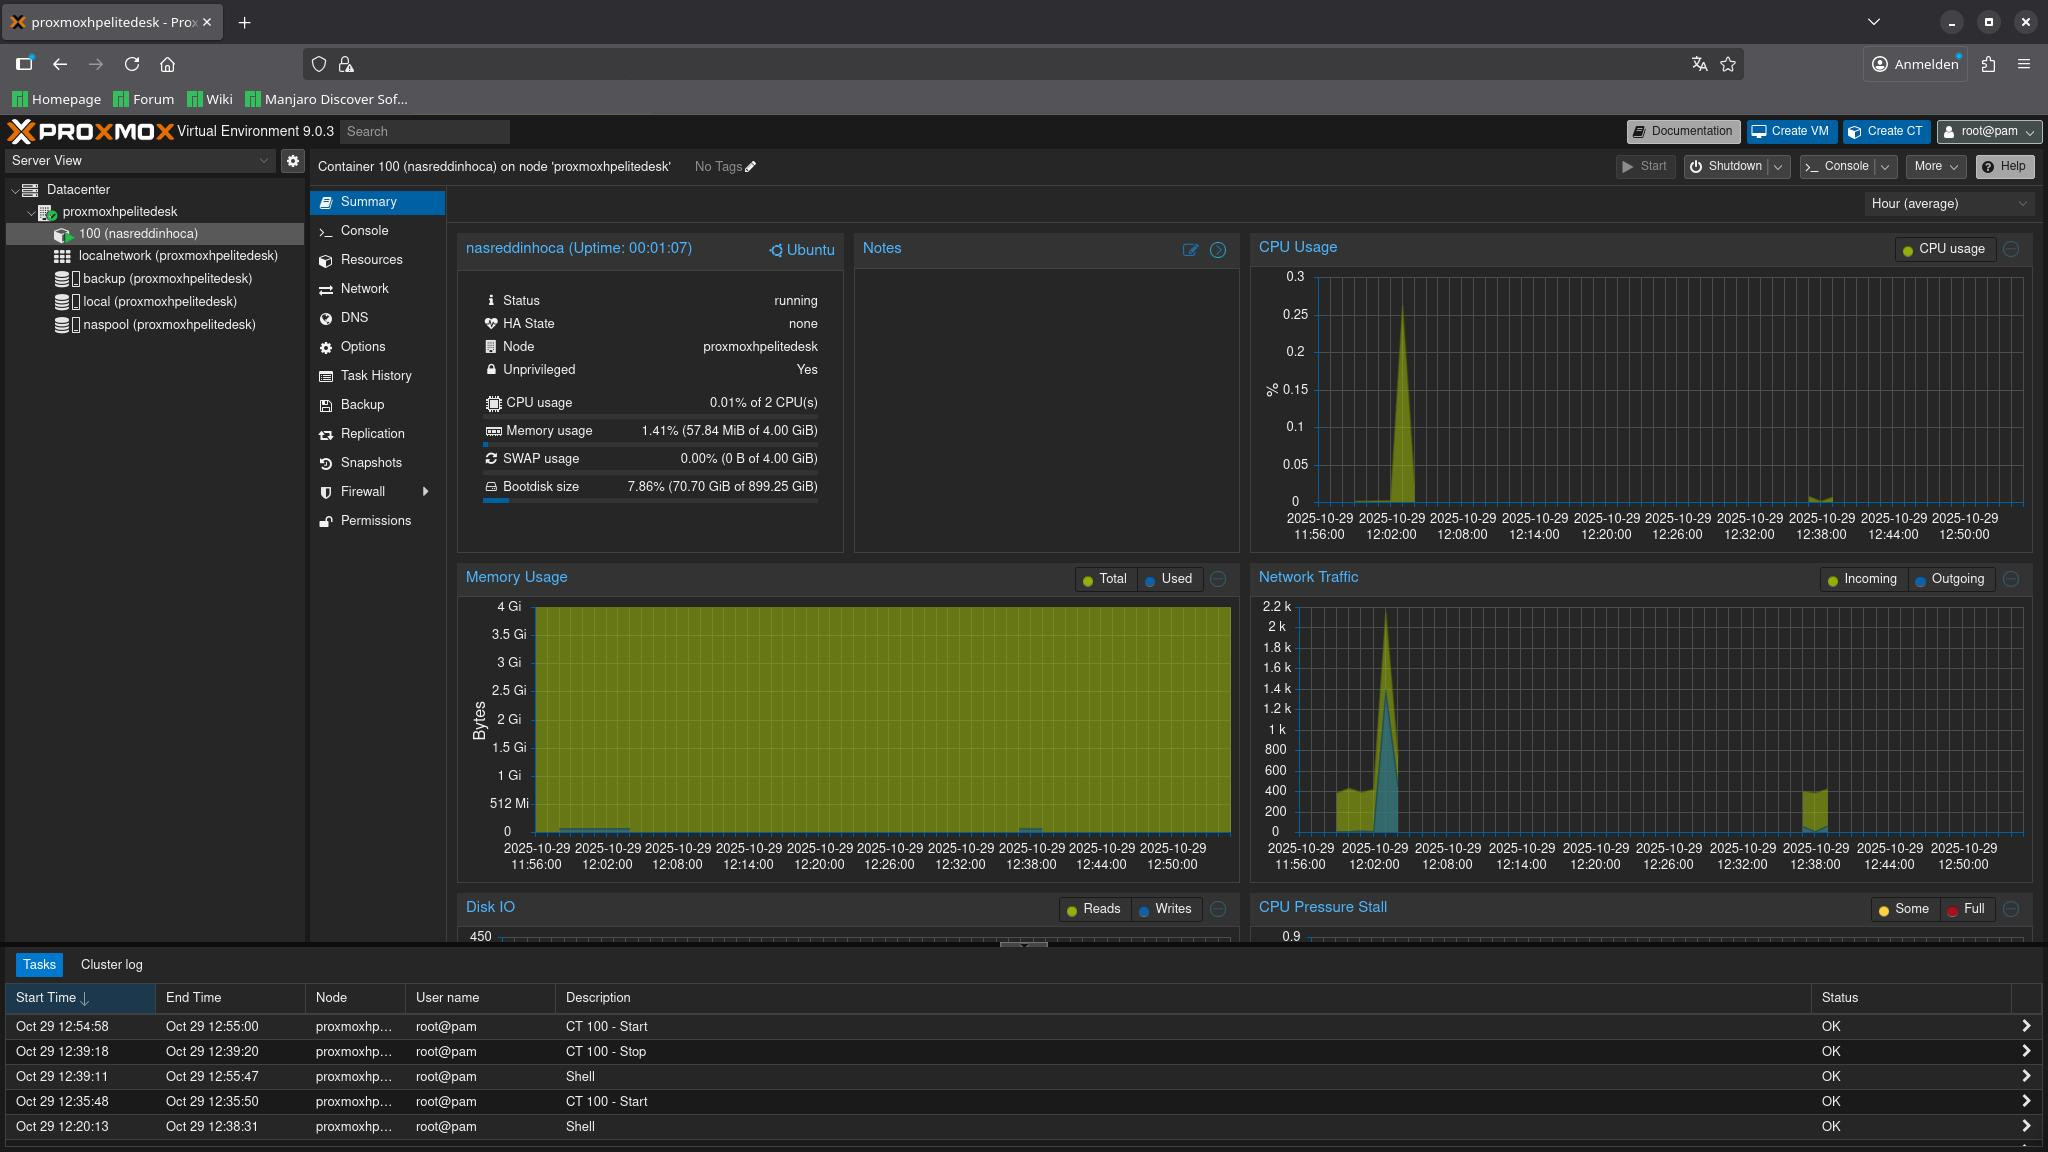 proxmoxhpelitedesk - Prox
Anmelden
Homepage
Forum
Wiki
Manjaro Discover Sof...
PROXMOX Virtual Environment 9.0.3
Search
Documentation
Create VM
Create CT
root@pam
Server View
Container 100 (nasreddinhoca) on node 'proxmoxhpelitedesk'
No Tags
Start
Shutdown
Console
More
Help
Datacenter
proxmoxhpelitedesk
100 (nasreddinhoca)
localnetwork (proxmoxhpelitedesk)
backup (proxmoxhpelitedesk)
local (proxmoxhpelitedesk)
naspool (proxmoxhpelitedesk)
Summary
Console
Resources
Network
DNS
Options
Task History
Backup
Replication
Snapshots
Firewall
Permissions
Hour (average)
nasreddinhoca (Uptime: 00:01:07)
Ubuntu
Status running
HA State none
Node proxmoxhpelitedesk
Unprivileged Yes
CPU usage 0.01% of 2 CPU(s)
Memory usage 1.41% (57.84 MiB of 4.00 GiB)
SWAP usage 0.00% (0 B of 4.00 GiB)
Bootdisk size 7.86% (70.70 GiB of 899.25 GiB)
Notes
CPU Usage
CPU usage
0.3
0.25
0.2
0.15
0.1
0.05
0
%
2025-10-29 2025-10-29 2025-10-29 2025-10-29 2025-10-29 2025-10-29 2025-10-29 2025-10-29 2025-10-29 2025-10-29
11:56:00 12:02:00 12:08:00 12:14:00 12:20:00 12:26:00 12:32:00 12:38:00 12:44:00 12:50:00
Memory Usage
Total
Used
4 Gi
3.5 Gi
3 Gi
2.5 Gi
2 Gi
1.5 Gi
1 Gi
512 Mi
0
Bytes
2025-10-29 2025-10-29 2025-10-29 2025-10-29 2025-10-29 2025-10-29 2025-10-29 2025-10-29 2025-10-29 2025-10-29
11:56:00 12:02:00 12:08:00 12:14:00 12:20:00 12:26:00 12:32:00 12:38:00 12:44:00 12:50:00
Network Traffic
Incoming
Outgoing
2.2 k
2 k
1.8 k
1.6 k
1.4 k
1.2 k
1 k
800
600
400
200
0
2025-10-29 2025-10-29 2025-10-29 2025-10-29 2025-10-29 2025-10-29 2025-10-29 2025-10-29 2025-10-29 2025-10-29
11:56:00 12:02:00 12:08:00 12:14:00 12:20:00 12:26:00 12:32:00 12:38:00 12:44:00 12:50:00
Disk IO
Reads
Writes
450
CPU Pressure Stall
Some
Full
0.9
Tasks
Cluster log
Start Time End Time Node User name Description Status
Oct 29 12:54:58 Oct 29 12:55:00 proxmoxhp... root@pam CT 100 - Start OK
Oct 29 12:39:18 Oct 29 12:39:20 proxmoxhp... root@pam CT 100 - Stop OK
Oct 29 12:39:11 Oct 29 12:55:47 proxmoxhp... root@pam Shell OK
Oct 29 12:35:48 Oct 29 12:35:50 proxmoxhp... root@pam CT 100 - Start OK
Oct 29 12:20:13 Oct 29 12:38:31 proxmoxhp... root@pam Shell OK